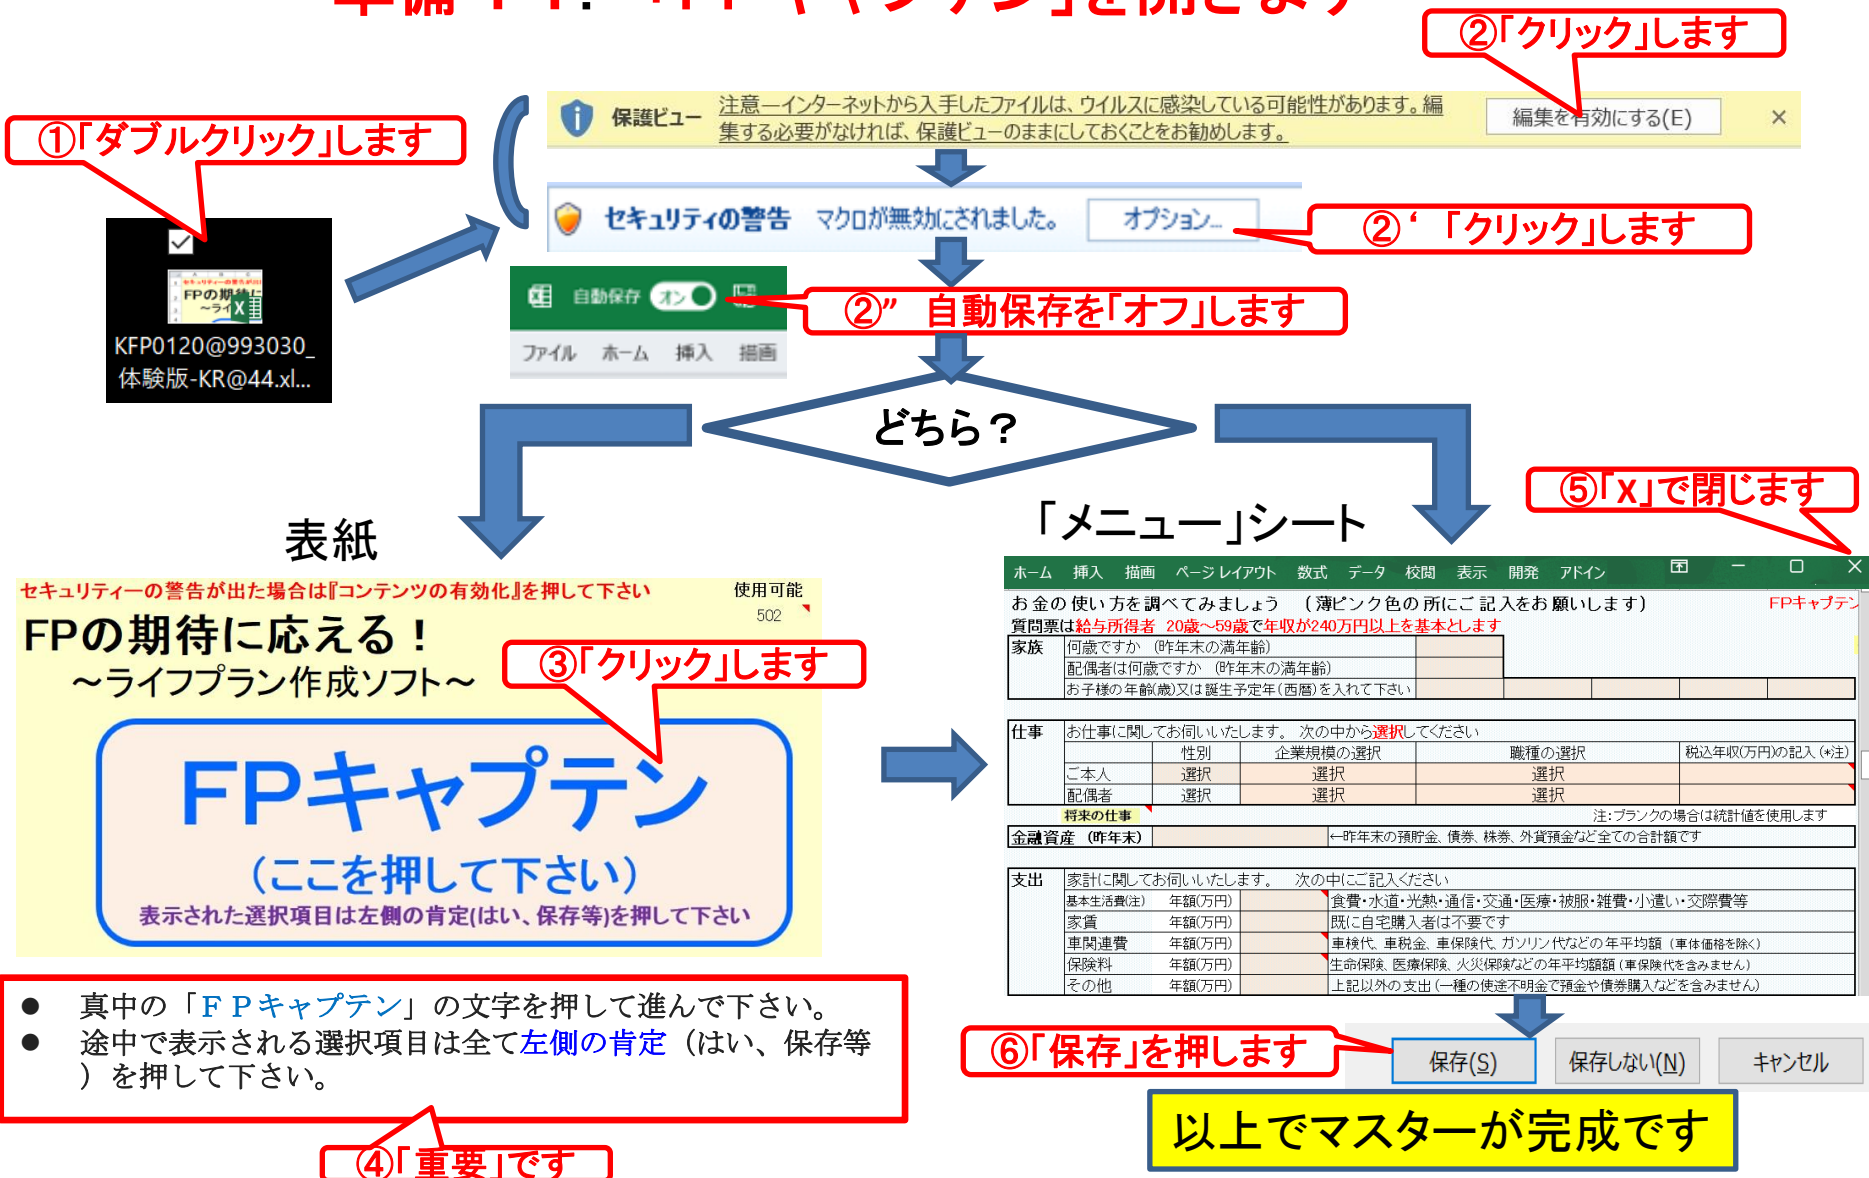 ②「クリック」します
①「ダブルクリック」します
保護ビュー 注意―インターネットから入手したファイルは、ウイルスに感染している可能性があります。編
集する必要がなければ、保護ビューのままにしておくことをお勧めします。
編集を有効にする(E) ×
セキュリティの警告 マクロが無効にされました。 オプション...
②‘「クリック」します
自動保存 オン
②” 自動保存を「オフ」します
ファイル ホーム 挿入 描画
FPの期待に
～ライ
KFP0120@993030_
体験版-KR@44.xl...
どちら？
表紙
「メニュー」シート
⑤「x」で閉じます
セキュリティーの警告が出た場合は『コンテンツの有効化』を押して下さい
使用可能
502
FPの期待に応える！
～ライフプラン作成ソフト～
③「クリック」します
FPキャプテン
（ここを押して下さい）
表示された選択項目は左側の肯定(はい、保存等)を押して下さい
ホーム 挿入 描画 ページ レイアウト 数式 データ 校閲 表示 開発 アドイン
お金の使い方を調べてみましょう （薄ピンク色の所にご記入をお願いします） FPキャプテン
質問票は給与所得者 20歳～59歳で年収が240万円以上を基本とします
家族 何歳ですか （昨年末の満年齢）
配偶者は何歳ですか （昨年末の満年齢）
お子様の年齢(歳)又は誕生予定年（西暦）を入れて下さい
仕事 お仕事に関してお伺いいたします。 次の中から選択してください
性別 企業規模の選択 職種の選択 税込年収(万円)の記入（*注）
ご本人 選択 選択 選択
配偶者 選択 選択 選択
将来の仕事 注：ブランクの場合は統計値を使用します
金融資産 （昨年末） ←昨年末の預貯金、債券、株券、外貨預金など全ての合計額です
支出 家計に関してお伺いいたします。 次の中にご記入ください
基本生活費(注) 年額(万円) 食費・水道・光熱・通信・交通・医療・被服・雑費・小遣い・交際費等
家賃 年額(万円) 既に自宅購入者は不要です
車関連費 年額(万円) 車検代、車税金、車保険代、ガソリン代などの年平均額（車体価格を除く）
保険料 年額(万円) 生命保険、医療保険、火災保険などの年平均額額（車保険代を含みません）
その他 年額(万円) 上記以外の支出（一種の使途不明金で預金や債券購入などを含みません）
● 真中の「ＦＰキャプテン」の文字を押して進んで下さい。
● 途中で表示される選択項目は全て左側の肯定（はい、保存等
）を押して下さい。
④「重要」です
⑥「保存」を押します
保存(S) 保存しない(N) キャンセル
以上でマスターが完成です